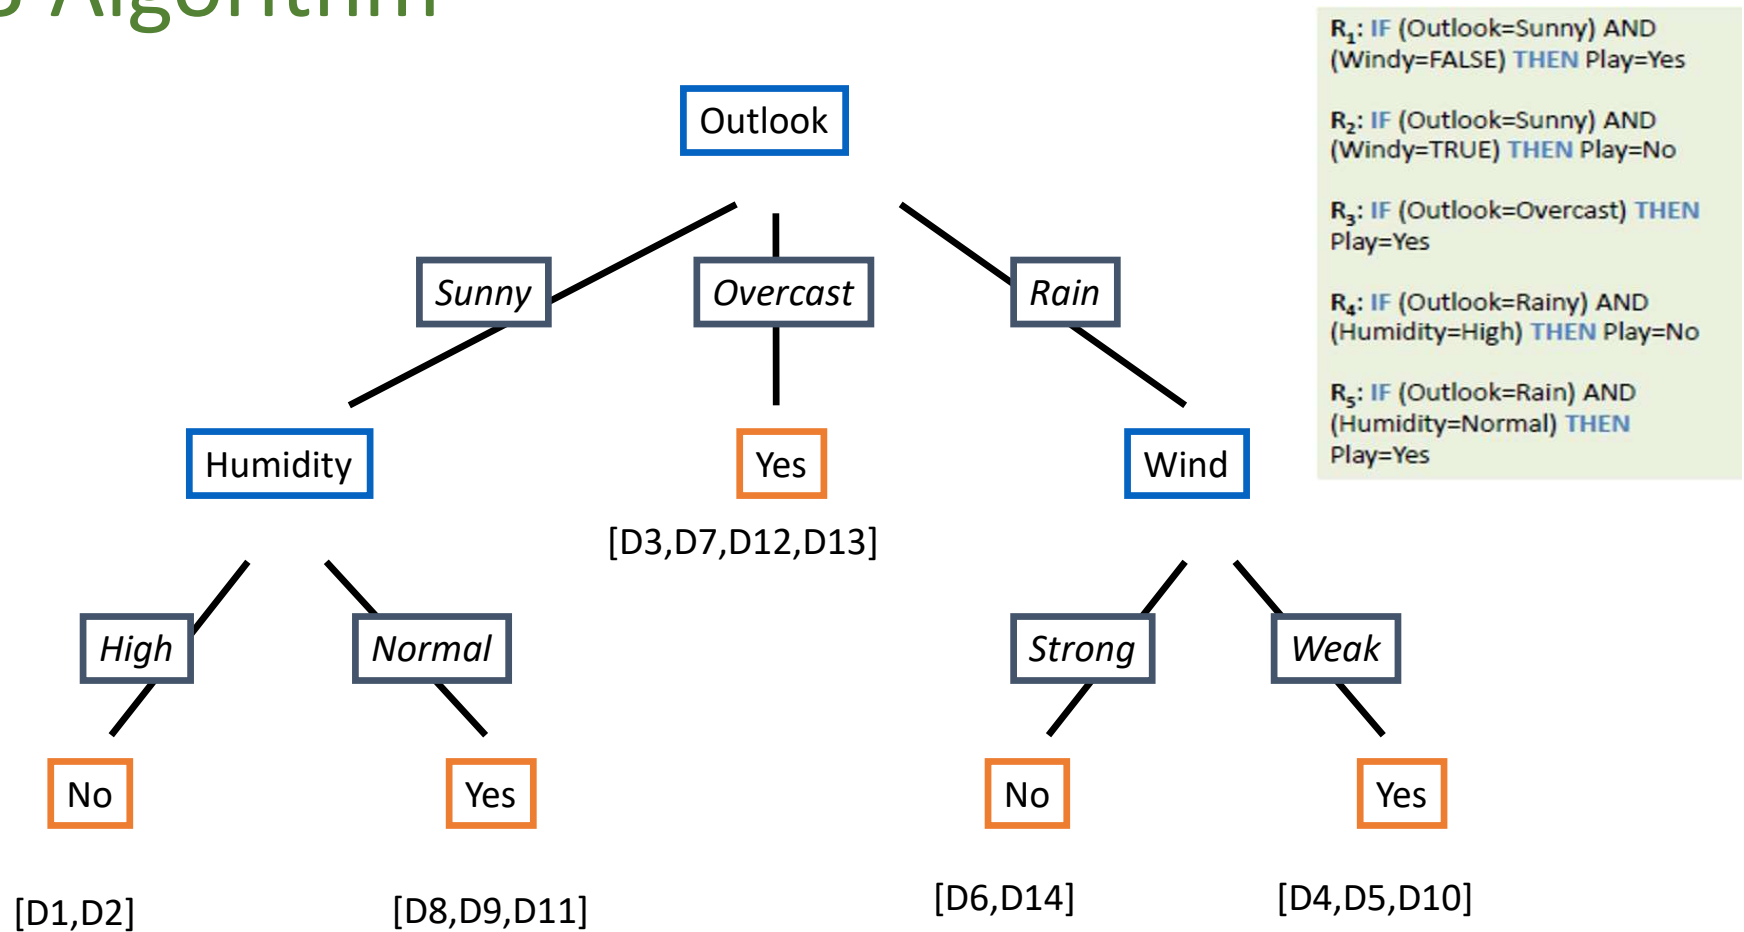 Algorithm
R1: IF (Outlook=Sunny) AND
(Windy=FALSE) THEN Play=Yes
R2: IF (Outlook=Sunny) AND
(Windy=TRUE) THEN Play=No
R3: IF (Outlook=Overcast) THEN
Play=Yes
R4: IF (Outlook=Rainy) AND
(Humidity=High) THEN Play=No
R5: IF (Outlook=Rain) AND
(Humidity=Normal) THEN
Play=Yes
Outlook
Sunny
Overcast
Rain
Humidity
Yes
Wind
[D3,D7,D12,D13]
High
Normal
Strong
Weak
No
Yes
No
Yes
[D1,D2]
[D8,D9,D11]
[D6,D14]
[D4,D5,D10]